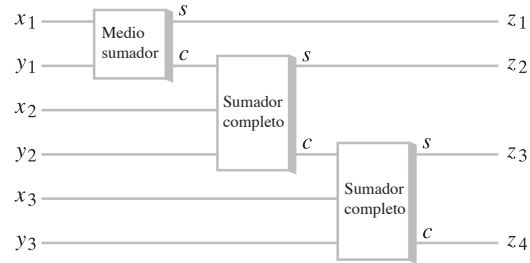 x1 s z1
Medio
sumador
y1 c s z2
x2
Sumador
completo
y2 c s z3
x3
Sumador
completo
y3 c z4